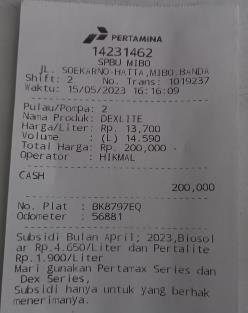 PERTAMINA
14231462
SPBU MIBO
JL. SOEKARNO-HATTA,MIBO,BANDA
Shift: 2 No. Trans: 1019237
Waktu: 15/05/2023 16:16:09
Pulau/Pompa: 2
Nama Produk: DEXLITE
Harga/Liter: Rp. 13,700
Volume : (L) 14.590
Total Harga: Rp. 200,000
Operator : HIKMAL
CASH
200,000
No. Plat : BK8797EQ
Odometer : 56881
Subsidi Bulan April; 2023,Biosol
ar Rp.4.650/Liter dan Pertalite
Rp.1.900/Liter
Mari gunakan Pertamax Series dan
Dex Series,
Subsidi hanya untuk yang berhak
menerimanya.